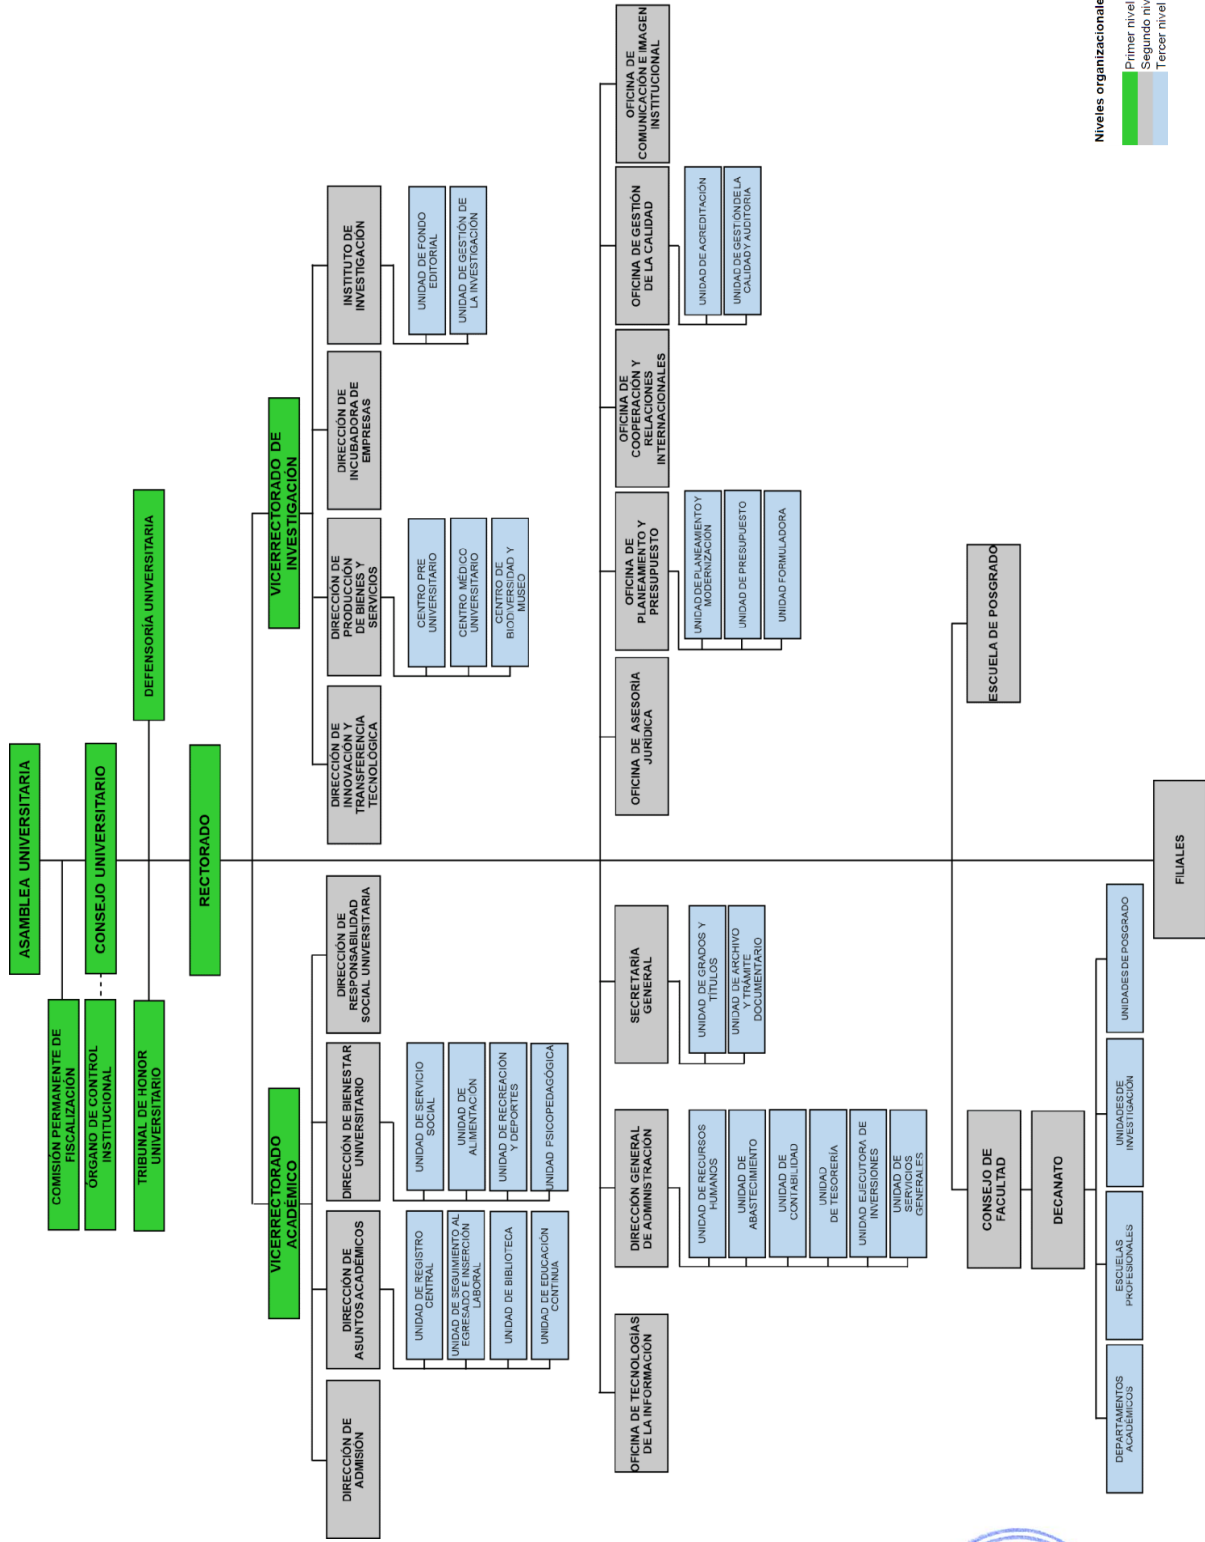 ASAMBLEA UNIVERSITARIA
COMISIÓN PERMANENTE DE
FISCALIZACIÓN
CONSEJO UNIVERSITARIO
ÓRGANO DE CONTROL
INSTITUCIONAL
TRIBUNAL DE HONOR
UNIVERSITARIO
DEFENSORÍA UNIVERSITARIA
RECTORADO
VICERRECTORADO
ACADÉMICO
VICERRECTORADO DE
INVESTIGACIÓN
DIRECCIÓN DE
ADMISIÓN
DIRECCIÓN DE
ASUNTOS ACADÉMICOS
UNIDAD DE REGISTRO
CENTRAL
UNIDAD DE SEGUIMIENTO AL
EGRESADO E INSERCIÓN
LABORAL
UNIDAD DE BIBLIOTECA
UNIDAD DE EDUCACIÓN
CONTINUA
DIRECCIÓN DE BIENESTAR
UNIVERSITARIO
UNIDAD DE SERVICIO
SOCIAL
UNIDAD DE
ALIMENTACIÓN
UNIDAD DE RECREACIÓN
Y DEPORTES
UNIDAD PSICOPEDAGÓGICA
DIRECCIÓN DE
RESPONSABILIDAD
SOCIAL UNIVERSITARIA
DIRECCIÓN DE
INNOVACIÓN Y
TRANSFERENCIA
TECNOLÓGICA
DIRECCIÓN DE
PRODUCCIÓN
DE BIENES Y
SERVICIOS
CENTRO PRE
UNIVERSITARIO
CENTRO MÉDICO
UNIVERSITARIO
CENTRO DE
BIODIVERSIDAD Y
MUSEO
DIRECCIÓN DE
INCUBADORA DE
EMPRESAS
INSTITUTO DE
INVESTIGACIÓN
UNIDAD DE FONDO
EDITORIAL
UNIDAD DE GESTIÓN DE
LA INVESTIGACIÓN
OFICINA DE TECNOLOGÍAS
DE LA INFORMACIÓN
DIRECCIÓN GENERAL
DE ADMINISTRACIÓN
UNIDAD DE RECURSOS
HUMANOS
UNIDAD DE
ABASTECIMIENTO
UNIDAD DE
CONTABILIDAD
UNIDAD
DE TESORERÍA
UNIDAD EJECUTORA DE
INVERSIONES
UNIDAD DE
SERVICIOS
GENERALES
SECRETARÍA
GENERAL
UNIDAD DE GRADOS Y
TÍTULOS
UNIDAD DE ARCHIVO
Y TRÁMITE
DOCUMENTARIO
OFICINA DE ASESORÍA
JURÍDICA
OFICINA DE
PLANEAMIENTO Y
PRESUPUESTO
UNIDAD DE PLANEAMIENTO Y
MODERNIZACIÓN
UNIDAD DE PRESUPUESTO
UNIDAD FORMULADORA
OFICINA DE
COOPERACIÓN Y
RELACIONES
INTERNACIONALES
OFICINA DE GESTIÓN
DE LA CALIDAD
UNIDAD DE ACREDITACIÓN
UNIDAD DE GESTIÓN DE LA
CALIDAD Y AUDITORIA
OFICINA DE
COMUNICACIÓN E IMAGEN
INSTITUCIONAL
CONSEJO DE
FACULTAD
DECANATO
DEPARTAMENTOS
ACADÉMICOS
ESCUELAS
PROFESIONALES
UNIDADES DE
INVESTIGACIÓN
UNIDADES DE POSGRADO
ESCUELA DE POSGRADO
FILIALES
Niveles organizacionale
Primer nivel
Segundo niv
Tercer nivel